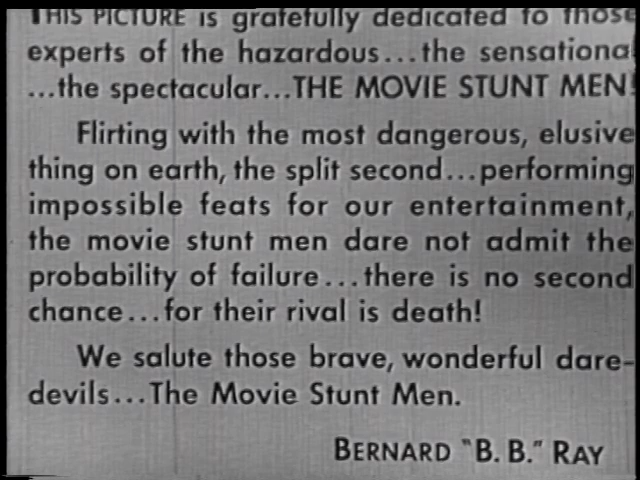 THIS PICTURE is gratefully dedicated to those
experts of the hazardous...the sensational
...the spectacular...THE MOVIE STUNT MEN!
Flirting with the most dangerous, elusive
thing on earth, the split second...performing
impossible feats for our entertainment,
the movie stunt men dare not admit the
probability of failure...there is no second
chance...for their rival is death!
We salute those brave, wonderful dare-
devils...The Movie Stunt Men.
BERNARD "B. B." RAY